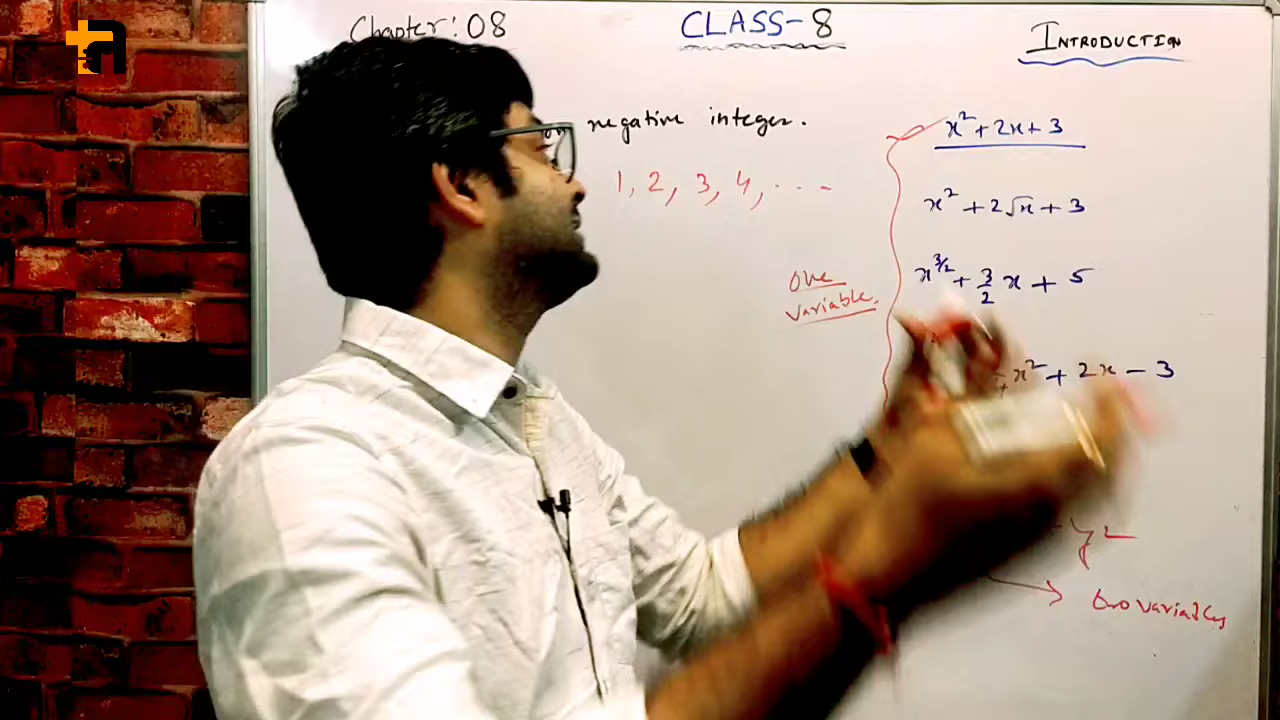 Chapter: 08
CLASS-8
INTRODUCTION
negative integer.
1, 2, 3, 4, ...
x² + 2x + 3
x² + 2√x + 3
x^3/2 + 3/2 x + 5
One
variable.
x² + 2x - 3
y z
two variables